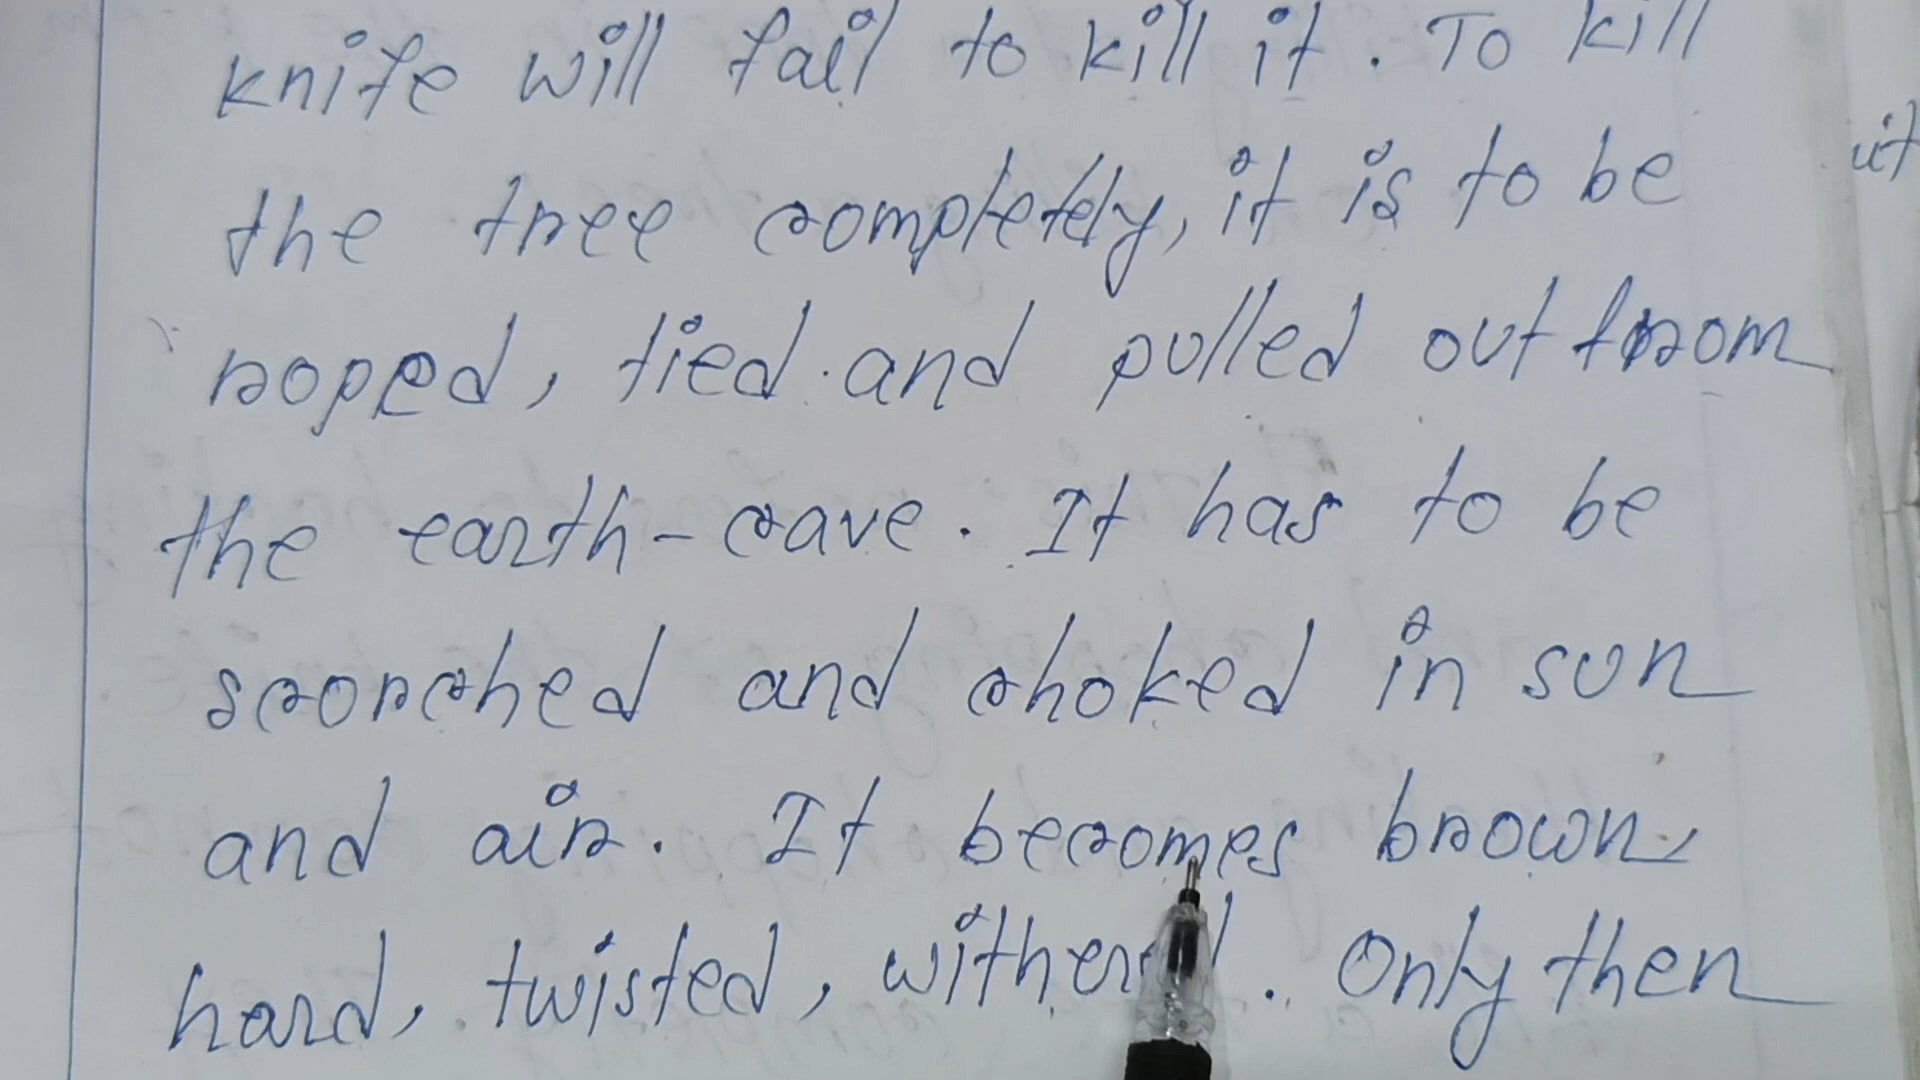 knife will fail to kill it. To kill
the tree completely, it is to be
roped, tied and pulled out from
the earth-cave. It has to be
scorched and choked in sun
and air. It becomes brown,
hard, twisted, withered. Only then
it